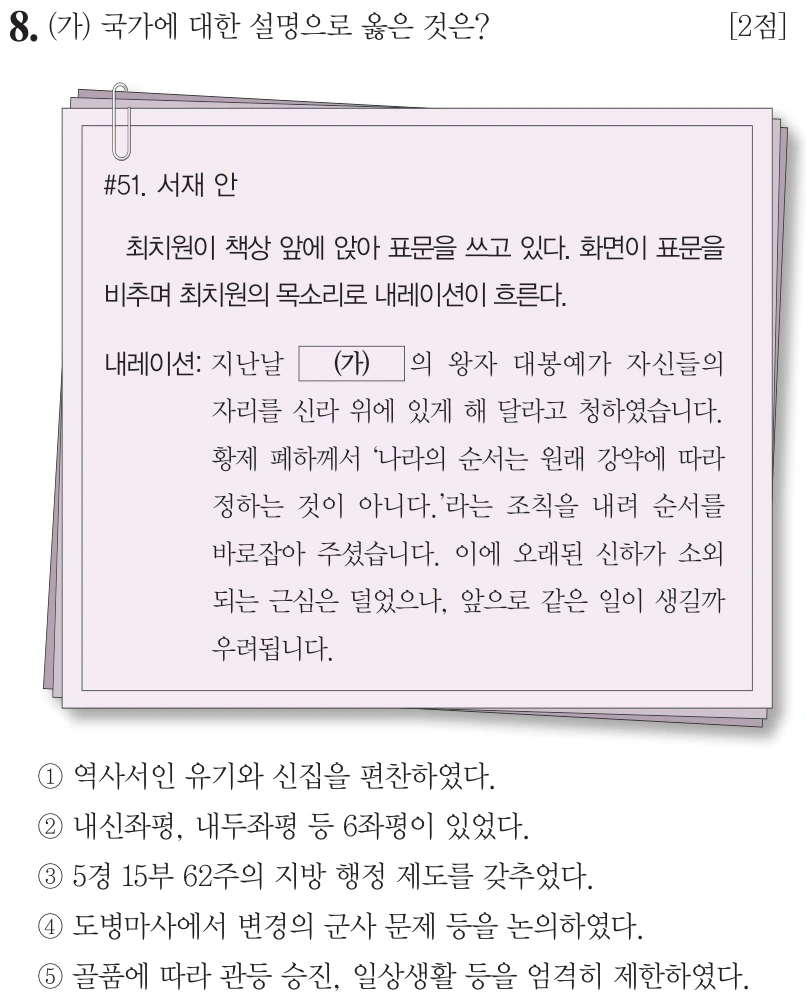 8. (가) 국가에 대한 설명으로 옳은 것은? [2점]
#51. 서재 안
최치원이 책상 앞에 앉아 표문을 쓰고 있다. 화면이 표문을
비추며 최치원의 목소리로 내레이션이 흐른다.
내레이션: 지난날 (가) 의 왕자 대봉예가 자신들의
자리를 신라 위에 있게 해 달라고 청하였습니다.
황제 폐하께서 ‘나라의 순서는 원래 강약에 따라
정하는 것이 아니다.’라는 조칙을 내려 순서를
바로잡아 주셨습니다. 이에 오래된 신하가 소외
되는 근심은 덜었으나, 앞으로 같은 일이 생길까
우려됩니다.
① 역사서인 유기와 신집을 편찬하였다.
② 내신좌평, 내두좌평 등 6좌평이 있었다.
③ 5경 15부 62주의 지방 행정 제도를 갖추었다.
④ 도병마사에서 변경의 군사 문제 등을 논의하였다.
⑤ 골품에 따라 관등 승진, 일상생활 등을 엄격히 제한하였다.